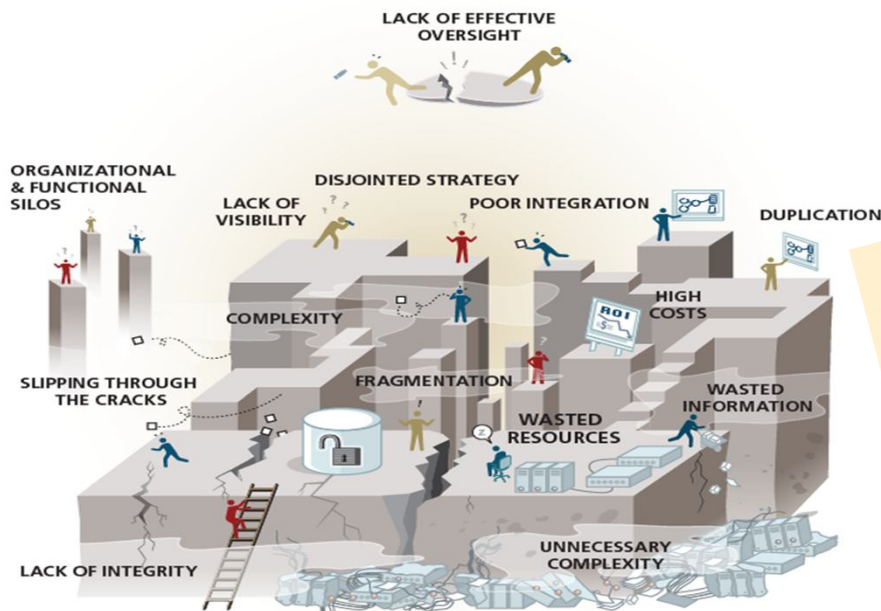 LACK OF EFFECTIVE
OVERSIGHT
ORGANIZATIONAL
& FUNCTIONAL
SILOS
LACK OF
VISIBILITY
DISJOINTED STRATEGY
POOR INTEGRATION
DUPLICATION
COMPLEXITY
HIGH
COSTS
ROI
$
SLIPPING THROUGH
THE CRACKS
FRAGMENTATION
WASTED
RESOURCES
WASTED
INFORMATION
Z
LACK OF INTEGRITY
UNNECESSARY
COMPLEXITY